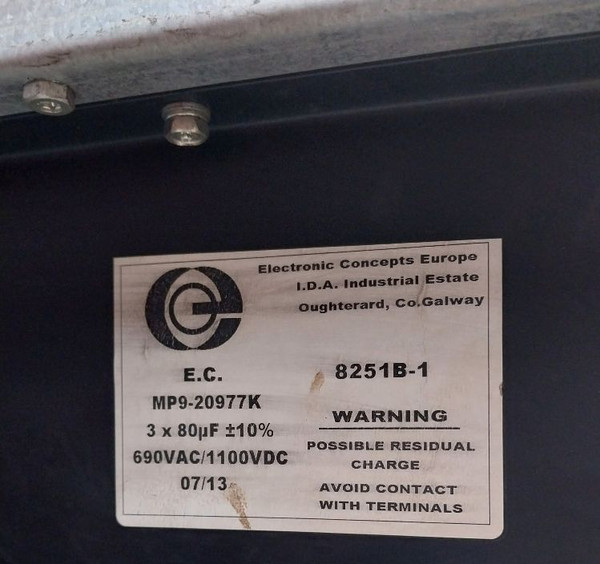 Electronic Concepts Europe
I.D.A. Industrial Estate
Oughterard, Co.Galway
E.C.
MP9-20977K
3 x 80µF ±10%
690VAC/1100VDC
07/13
8251B-1
WARNING
POSSIBLE RESIDUAL
CHARGE
AVOID CONTACT
WITH TERMINALS